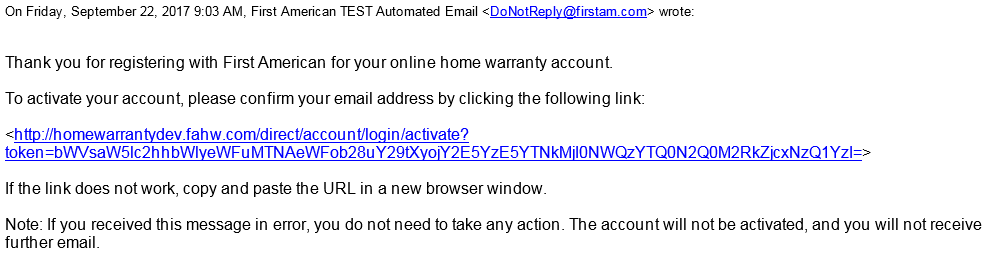 On Friday, September 22, 2017 9:03 AM, First American TEST Automated Email <DoNotReply@firstam.com> wrote:
Thank you for registering with First American for your online home warranty account.
To activate your account, please confirm your email address by clicking the following link:
<http://homewarrantydev.fahw.com/direct/account/login/activate?
token=bWVsaW5lc2hhbWlyeWFuMTNAeWFob28uY29tXyojY2E5YzE5YTNkMjI0NWQzYTQ0N2Q0M2RkZjcxNzQ1YzI=>
If the link does not work, copy and paste the URL in a new browser window.
Note: If you received this message in error, you do not need to take any action. The account will not be activated, and you will not receive
further email.